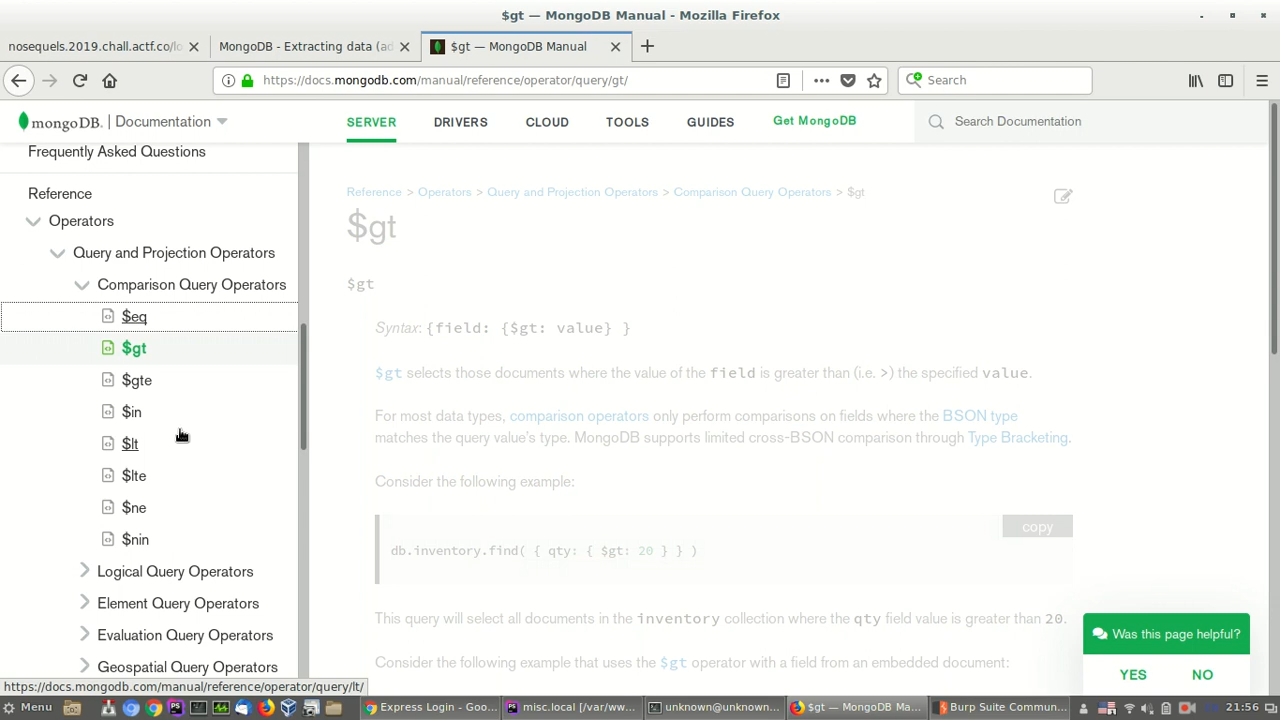 $gt — MongoDB Manual - Mozilla Firefox
nosequels.2019.chall.actf.co/lo
MongoDB - Extracting data (ad
$gt — MongoDB Manual
https://docs.mongodb.com/manual/reference/operator/query/gt/
Search
mongoDB. | Documentation
SERVER
DRIVERS
CLOUD
TOOLS
GUIDES
Get MongoDB
Search Documentation
Frequently Asked Questions
Reference
Operators
Query and Projection Operators
Comparison Query Operators
$eq
$gt
$gte
$in
$lt
$lte
$ne
$nin
Logical Query Operators
Element Query Operators
Evaluation Query Operators
Geospatial Query Operators
https://docs.mongodb.com/manual/reference/operator/query/lt/
Reference > Operators > Query and Projection Operators > Comparison Query Operators > $gt
$gt
$gt
Syntax: {field: {$gt: value} }
$gt selects those documents where the value of the field is greater than (i.e. >) the specified value.
For most data types, comparison operators only perform comparisons on fields where the BSON type
matches the query value's type. MongoDB supports limited cross-BSON comparison through Type Bracketing.
Consider the following example:
copy
db.inventory.find( { qty: { $gt: 20 } } )
This query will select all documents in the inventory collection where the qty field value is greater than 20.
Consider the following example that uses the $gt operator with a field from an embedded document:
Was this page helpful?
YES
NO
Menu
Express Login - Goo...
misc.local [/var/ww...
unknown@unknown...
$gt — MongoDB Ma...
Burp Suite Commun...
21:56